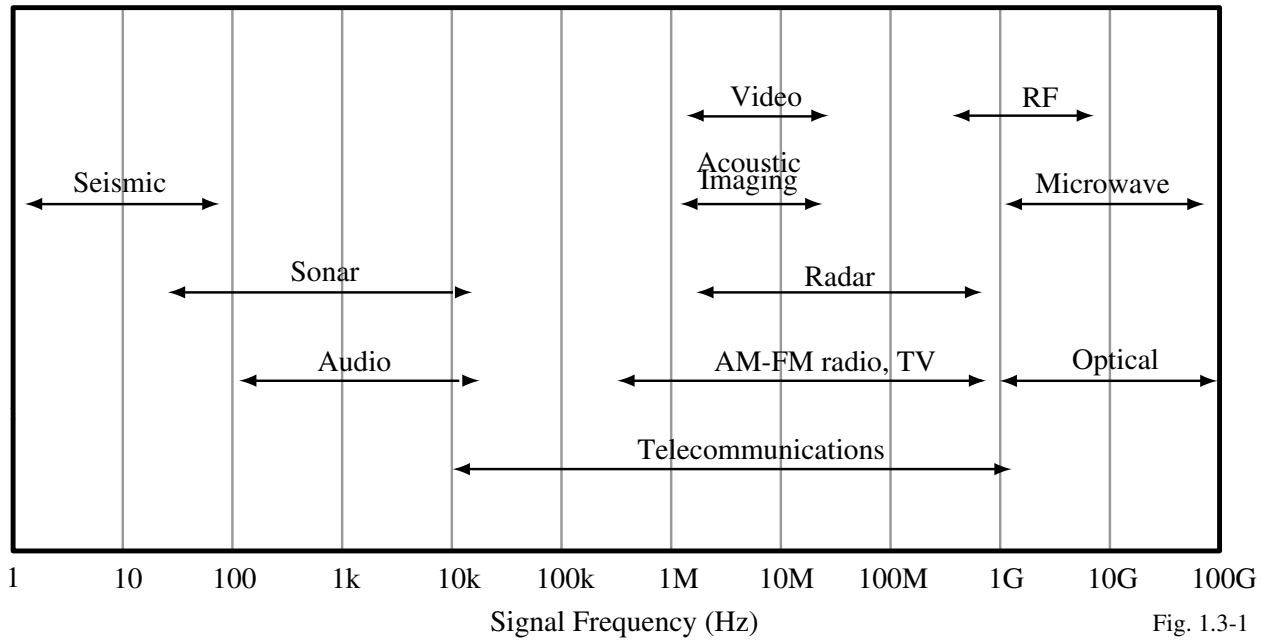 Video
RF
Acoustic
Imaging
Seismic
Microwave
Sonar
Radar
Audio
AM-FM radio, TV
Optical
Telecommunications
1 10 100 1k 10k 100k 1M 10M 100M 1G 10G 100G
Signal Frequency (Hz)
Fig. 1.3-1